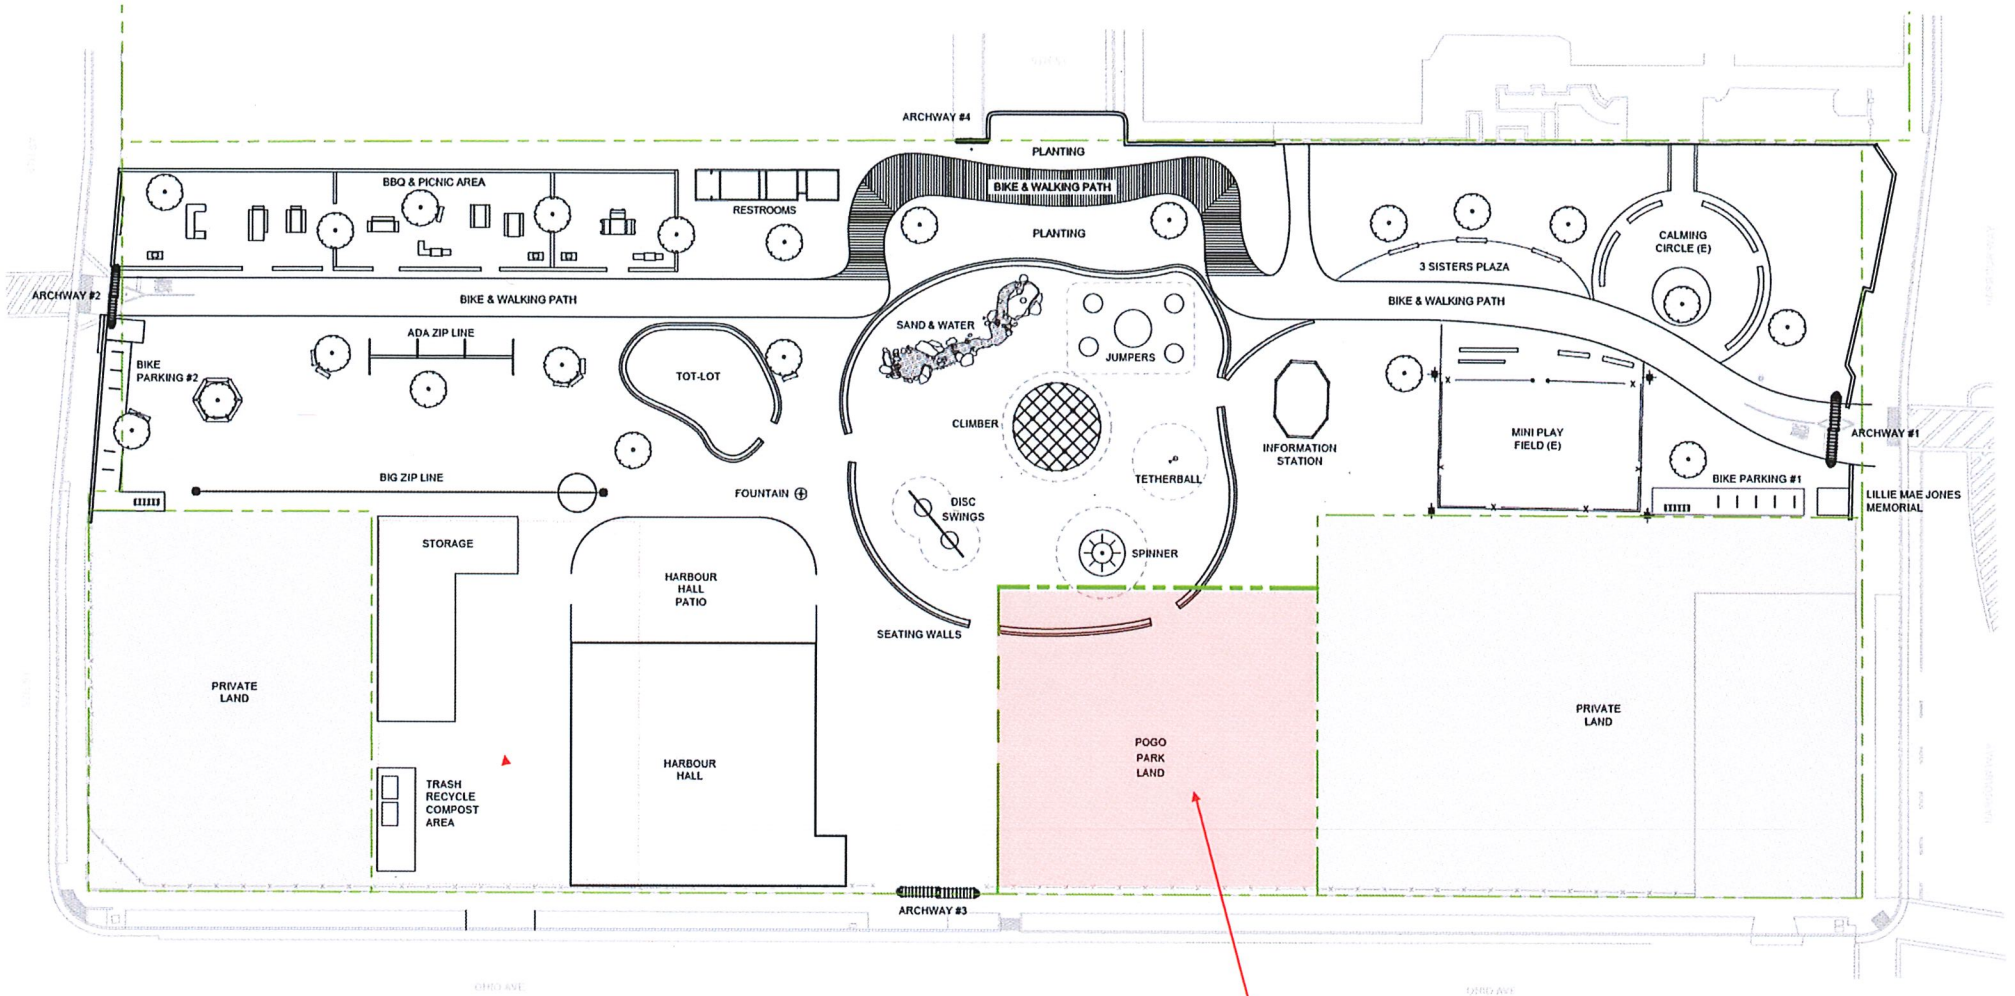 ARCHWAY #4
PLANTING
BBQ & PICNIC AREA
BIKE & WALKING PATH
RESTROOMS
PLANTING
CALMING
CIRCLE (E)
3 SISTERS PLAZA
ARCHWAY #2
BIKE & WALKING PATH
BIKE & WALKING PATH
ADA ZIP LINE
SAND & WATER
JUMPERS
BIKE
PARKING #2
TOT-LOT
CLIMBER
INFORMATION
STATION
MINI PLAY
FIELD (E)
ARCHWAY #1
BIG ZIP LINE
TETHERBALL
BIKE PARKING #1
FOUNTAIN
DISC
SWINGS
LILLIE MAE JONES
MEMORIAL
STORAGE
SPINNER
HARBOUR
HALL
PATIO
SEATING WALLS
PRIVATE
LAND
PRIVATE
LAND
POGO
PARK
LAND
HARBOUR
HALL
TRASH
RECYCLE
COMPOST
AREA
ARCHWAY #3
OHIO AVE
OHIO AVE